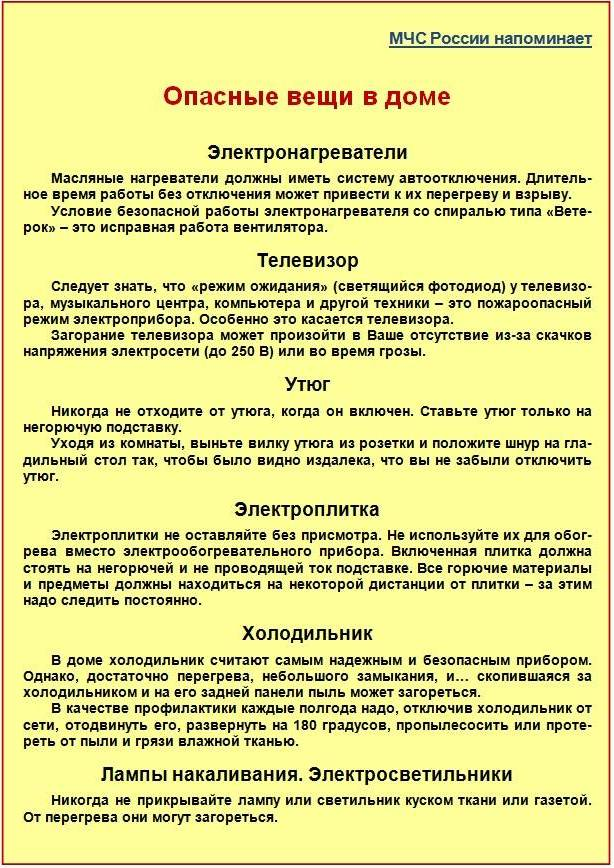 МЧС России напоминает
Опасные вещи в доме
Электронагреватели
Масляные нагреватели должны иметь систему автоотключения. Длитель-
ное время работы без отключения может привести к их перегреву и взрыву.
Условие безопасной работы электронагревателя со спиралью типа «Вете-
рок» – это исправная работа вентилятора.
Телевизор
Следует знать, что «режим ожидания» (светящийся фотодиод) у телевизо-
ра, музыкального центра, компьютера и другой техники – это пожароопасный
режим электроприбора. Особенно это касается телевизора.
Загорание телевизора может произойти в Ваше отсутствие из-за скачков
напряжения электросети (до 250 В) или во время грозы.
Утюг
Никогда не отходите от утюга, когда он включен. Ставьте утюг только на
негорючую подставку.
Уходя из комнаты, выньте вилку утюга из розетки и положите шнур на гла-
дильный стол так, чтобы было видно издалека, что вы не забыли отключить
утюг.
Электроплитка
Электроплитки не оставляйте без присмотра. Не используйте их для обог-
рева вместо электрообогревательного прибора. Включенная плитка должна
стоять на негорючей и не проводящей ток подставке. Все горючие материалы
и предметы должны находиться на некоторой дистанции от плитки – за этим
надо следить постоянно.
Холодильник
В доме холодильник считают самым надежным и безопасным прибором.
Однако, достаточно перегрева, небольшого замыкания, и… скопившаяся за
холодильником и на его задней панели пыль может загореться.
В качестве профилактики каждые полгода надо, отключив холодильник от
сети, отодвинуть его, развернуть на 180 градусов, пропылесосить или проте-
реть от пыли и грязи влажной тканью.
Лампы накаливания. Электросветильники
Никогда не прикрывайте лампу или светильник куском ткани или газетой.
От перегрева они могут загореться.